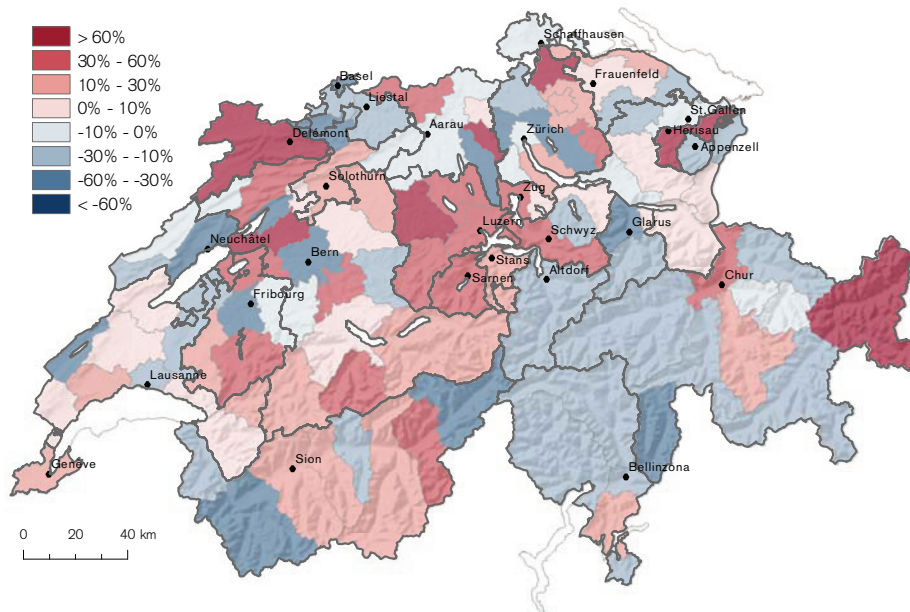 > 60%
30% - 60%
10% - 30%
0% - 10%
-10% - 0%
-30% - -10%
-60% - -30%
< -60%
Schaffhausen
Basel
Liestal
Frauenfeld
St.Gallen
Delémont
Aarau
Zürich
Herisau
Appenzell
Solothurn
Zug
Neuchâtel
Bern
Luzern
Schwyz
Glarus
Stans
Sarnen
Altdorf
Chur
Fribourg
Lausanne
Genève
Sion
Bellinzona
0 20 40 km